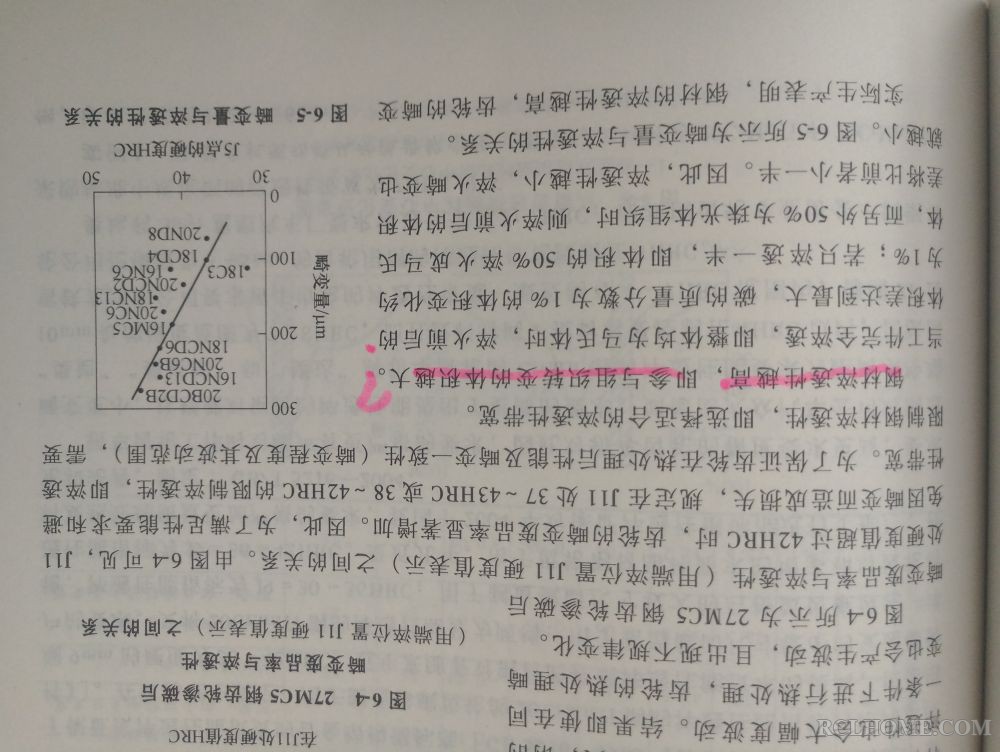 淬透性也会大幅度波动。结果即使在同
一条件下进行热处理，齿轮的热处理畸
变也会产生波动，且出现不规律变化。
图 6-4 所示为 27MC5 钢齿轮渗碳后
在J11处硬度值HRC
图 6-4 27MC5 钢齿轮渗碳后
畸变废品率与淬透性
（用端淬位置 J11 硬度值表示）之间的关系
畸变废品率与淬透性（用端淬位置 J11 硬度值表示）之间的关系。由图 6-4 可见，J11
处硬度值超过 42HRC 时，齿轮的畸变废品率显著增加。因此，为了满足性能要求和避
免因畸变而造成损失，规定在 J11 处 37～43HRC 或 38～42HRC 的限制淬透性，即淬透
性带宽。为了保证齿轮在热处理后性能及畸变一致性（畸变程度及其波动范围），需要
限制钢材淬透性，即选择适合的淬透性带宽。
钢材淬透性越高，即参与组织转变的体积越大。
？
当工件完全淬透，即整体均为马氏体时，淬火前后的
体积差达到最大，碳的质量分数为1%的体积变化约
为1%；若只淬透一半，即体积的50%淬火成马氏
体，而另外50%为珠光体组织时，则淬火前后的体积
差将比前者小一半。因此，淬透性越小，淬火畸变也
就越小。图 6-5 所示为畸变量与淬透性的关系。
实际生产表明，钢材的淬透性越高，齿轮的畸变
300
20BCD2B
16NCD13
20NC6B
18NCD6
16MC5
200
20NC6
18NC13
20NCD2
16NC6
18C3
100
18CD4
20ND8
0
30
40
50
畸变量/μm
J5点的硬度HRC
图 6-5 畸变量与淬透性的关系
RCLHOME.COM